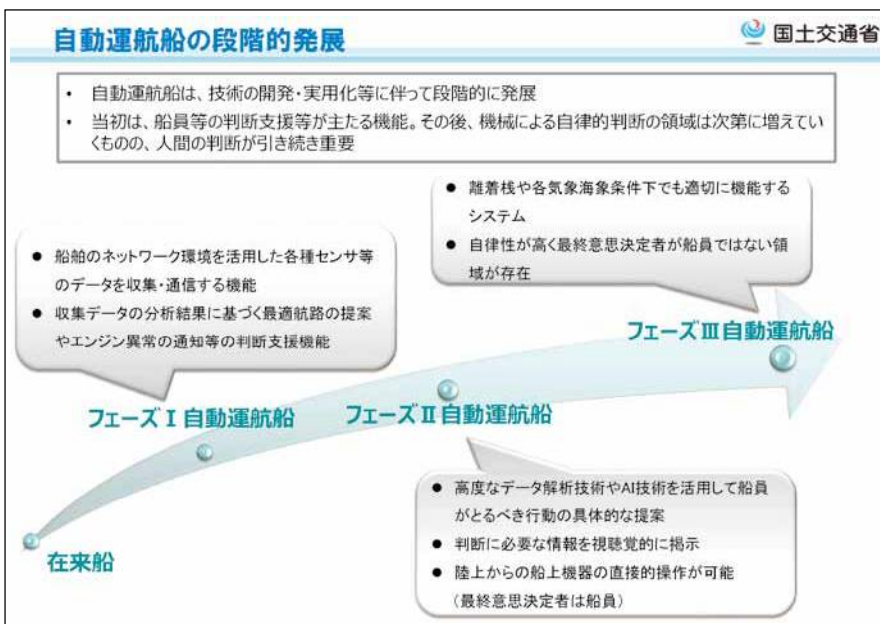 自動運航船の段階的発展
国土交通省
・ 自動運航船は、技術の開発・実用化等に伴って段階的に発展
・ 当初は、船員等の判断支援等が主たる機能。その後、機械による自律的判断の領域は次第に増えてい
くものの、人間の判断が引き続き重要
● 離着桟や各気象海象条件下でも適切に機能する
システム
● 自律性が高く最終意思決定者が船員ではない領
域が存在
● 船舶のネットワーク環境を活用した各種センサ等
のデータを収集・通信する機能
● 収集データの分析結果に基づく最適航路の提案
やエンジン異常の通知等の判断支援機能
フェーズⅢ自動運航船
フェーズⅠ自動運航船
フェーズⅡ自動運航船
● 高度なデータ解析技術やAI技術を活用して船員
がとるべき行動の具体的な提案
● 判断に必要な情報を視聴覚的に掲示
● 陸上からの船上機器の直接的操作が可能
（最終意思決定者は船員）
在来船